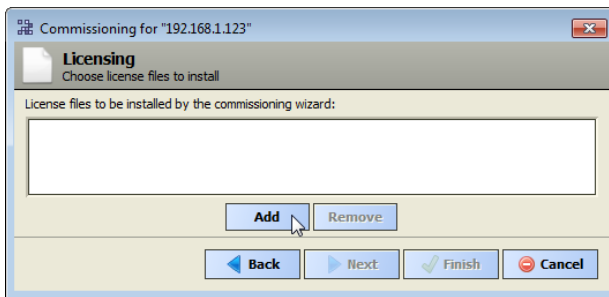 Commissioning for "192.168.1.123"
Licensing
Choose license files to install
License files to be installed by the commissioning wizard:
Add Remove
Back Next Finish Cancel